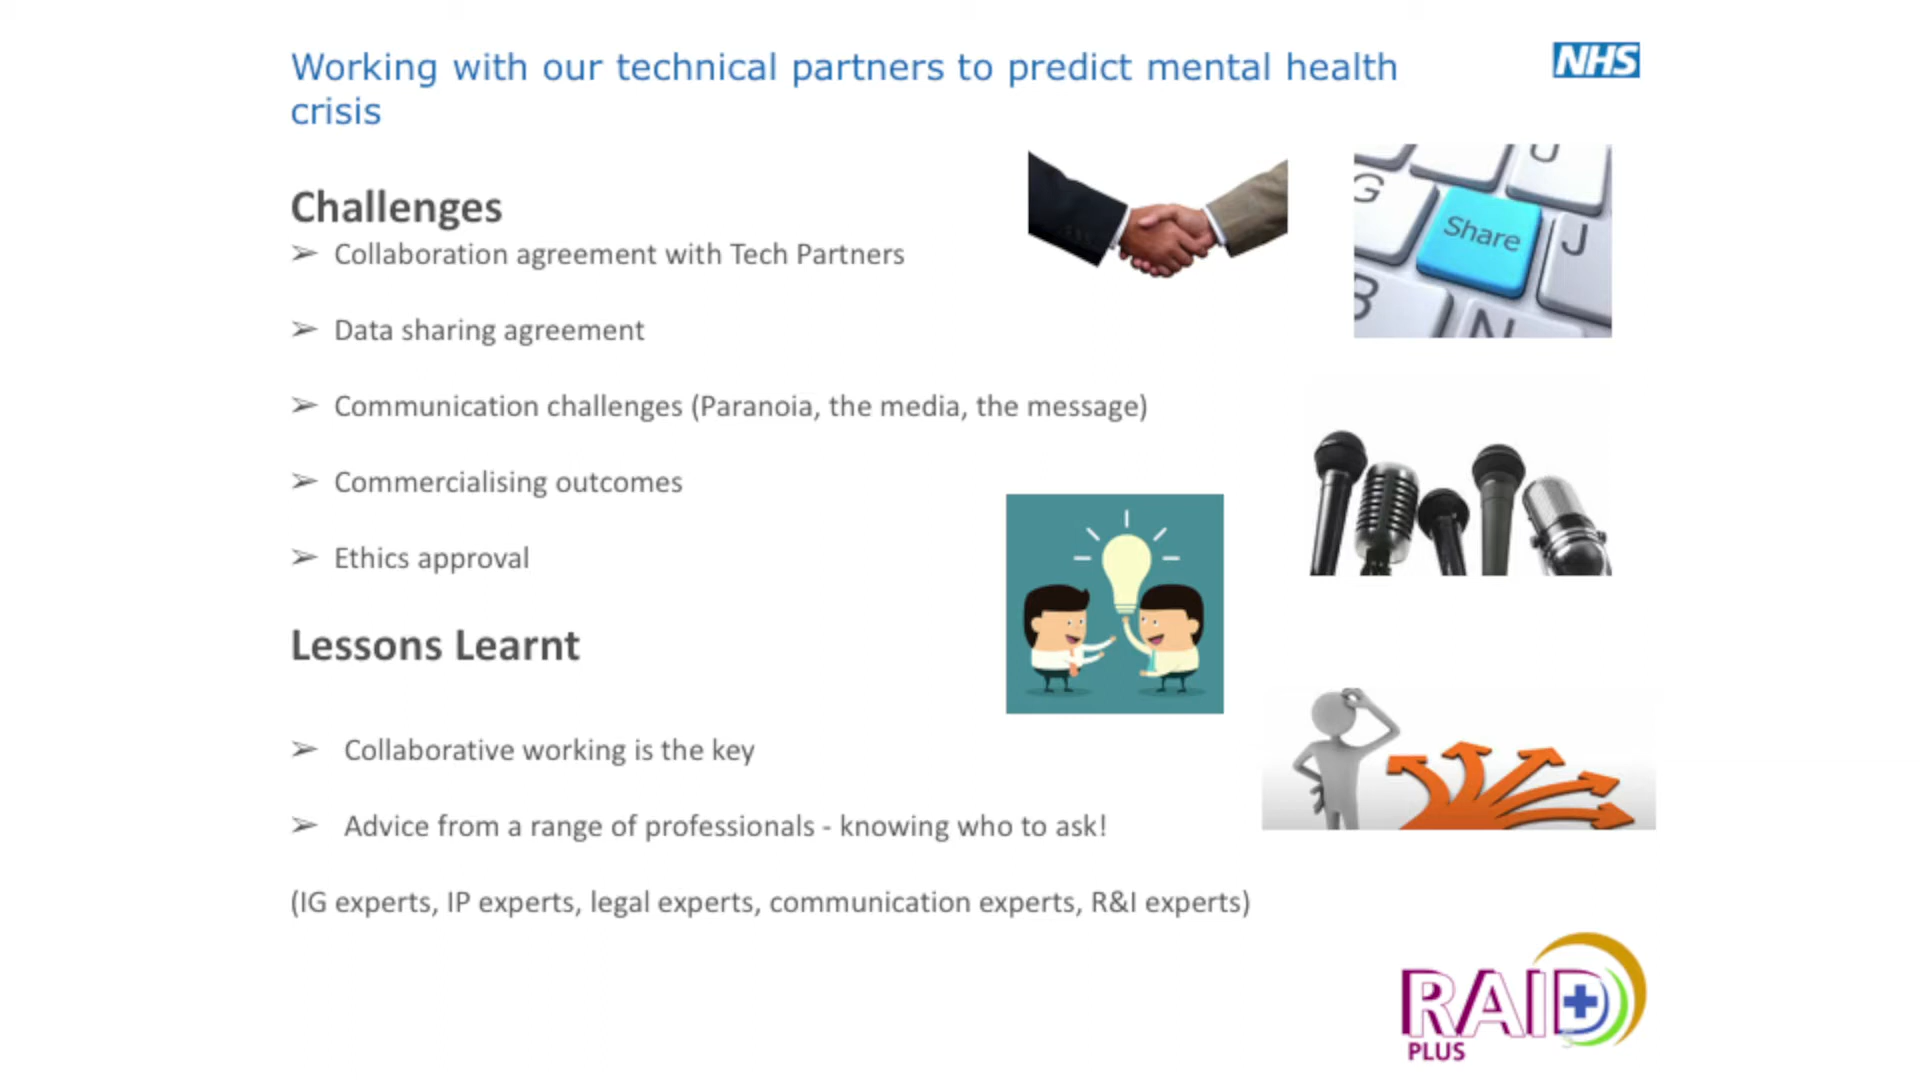 Working with our technical partners to predict mental health
crisis
NHS
Challenges
➢ Collaboration agreement with Tech Partners
➢ Data sharing agreement
➢ Communication challenges (Paranoia, the media, the message)
➢ Commercialising outcomes
➢ Ethics approval
G
U
Share
J
B
N
Lessons Learnt
➢ Collaborative working is the key
➢ Advice from a range of professionals - knowing who to ask!
(IG experts, IP experts, legal experts, communication experts, R&I experts)
RAID
PLUS
5